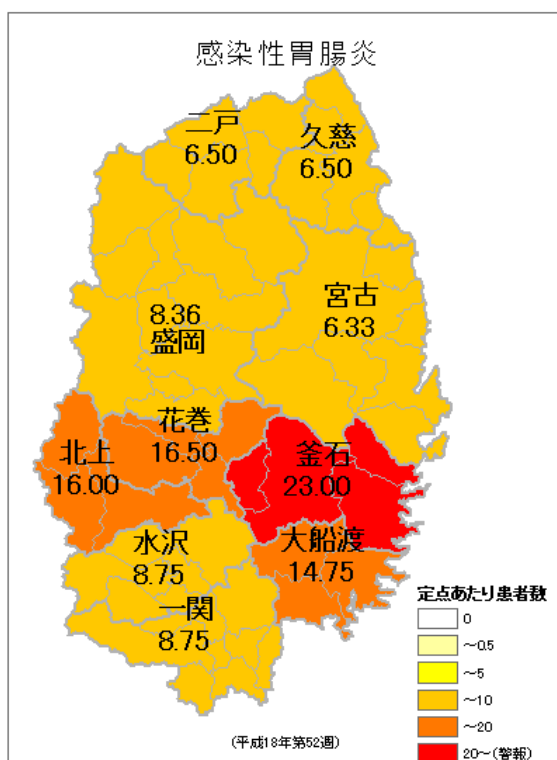 感染性胃腸炎
二戸
6.50
久慈
6.50
宮古
6.33
8.36
盛岡
花巻
16.50
北上
16.00
釜石
23.00
水沢
8.75
大船渡
14.75
一関
8.75
定点あたり患者数
0
～0.5
～5
～10
～20
20～(警報)
(平成18年第52週)